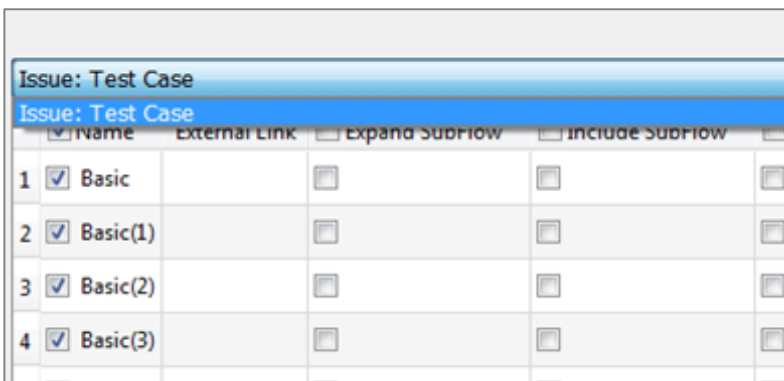 Issue: Test Case
Issue: Test Case
Name External Link Expand SubFlow Include SubFlow
1 Basic
2 Basic(1)
3 Basic(2)
4 Basic(3)